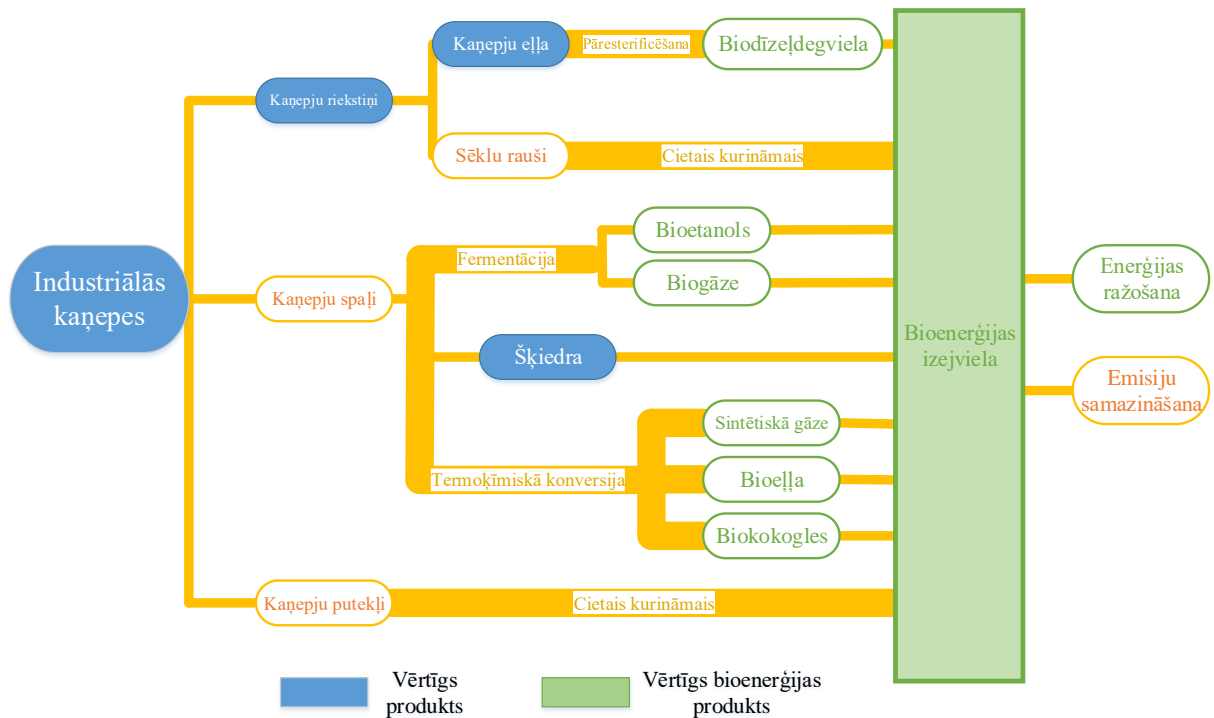 Industriālās
kaņepes
Kaņepju riekstiņi
Kaņepju eļļa
Pāresterificēšana
Biodīzeļdegviela
Sēklu rauši
Cietais kurināmais
Kaņepju spaļi
Fermentācija
Bioetanols
Biogāze
Šķiedra
Termoķīmiskā konversija
Sintētiskā gāze
Bioeļļa
Biokokogles
Kaņepju putekļi
Cietais kurināmais
Bioenerģijas
izejviela
Enerģijas
ražošana
Emisiju
samazināšana
Vērtīgs
produkts
Vērtīgs bioenerģijas
produkts